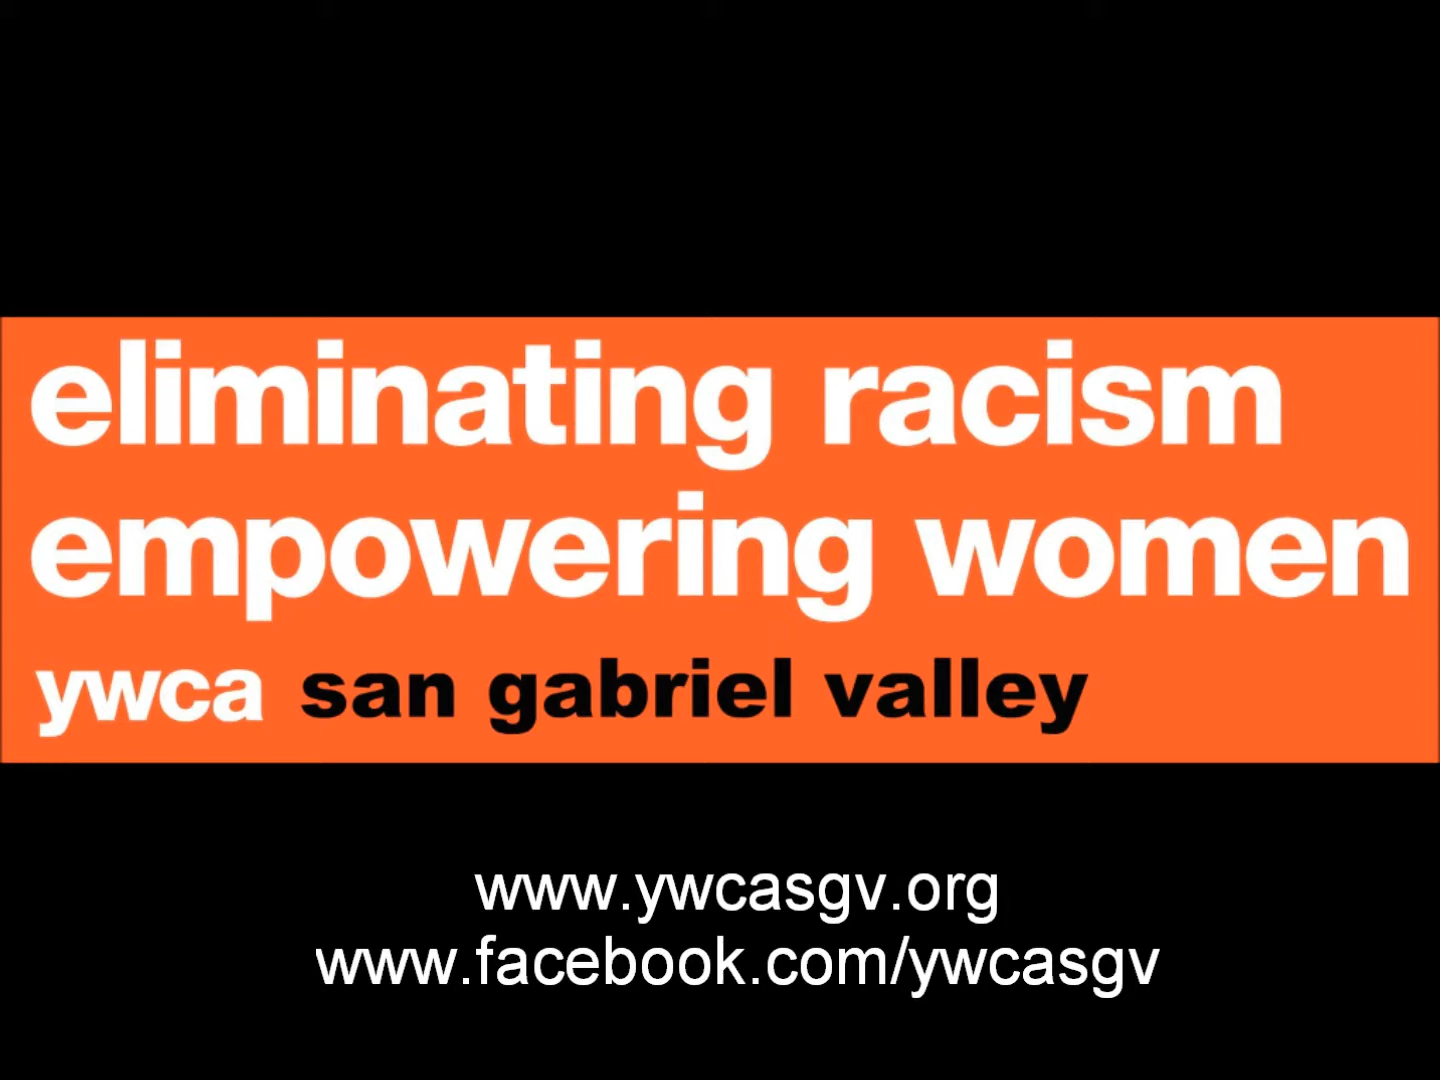 eliminating racism
empowering women
ywca san gabriel valley
www.ywcasgv.org
www.facebook.com/ywcasgv